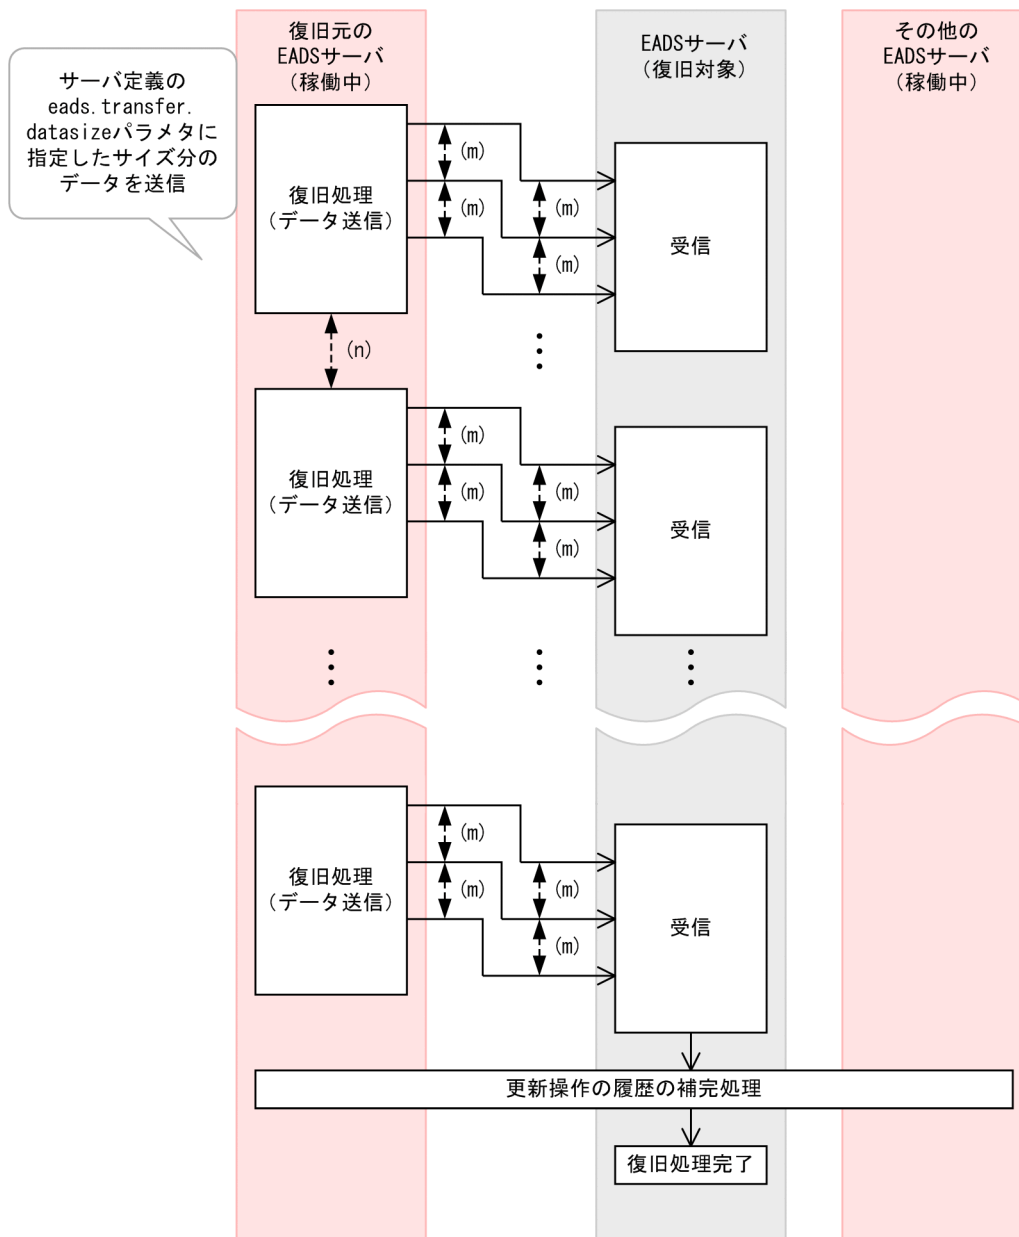 復旧元の
EADSサーバ
（稼働中）
EADSサーバ
（復旧対象）
その他の
EADSサーバ
（稼働中）
サーバ定義の
eads.transfer.
datasizeパラメタに
指定したサイズ分の
データを送信
復旧処理
（データ送信）
(m)
(m)
(m)
(m)
受信
(n)
復旧処理
（データ送信）
(m)
(m)
(m)
(m)
受信
復旧処理
（データ送信）
(m)
(m)
(m)
(m)
受信
更新操作の履歴の補完処理
復旧処理完了